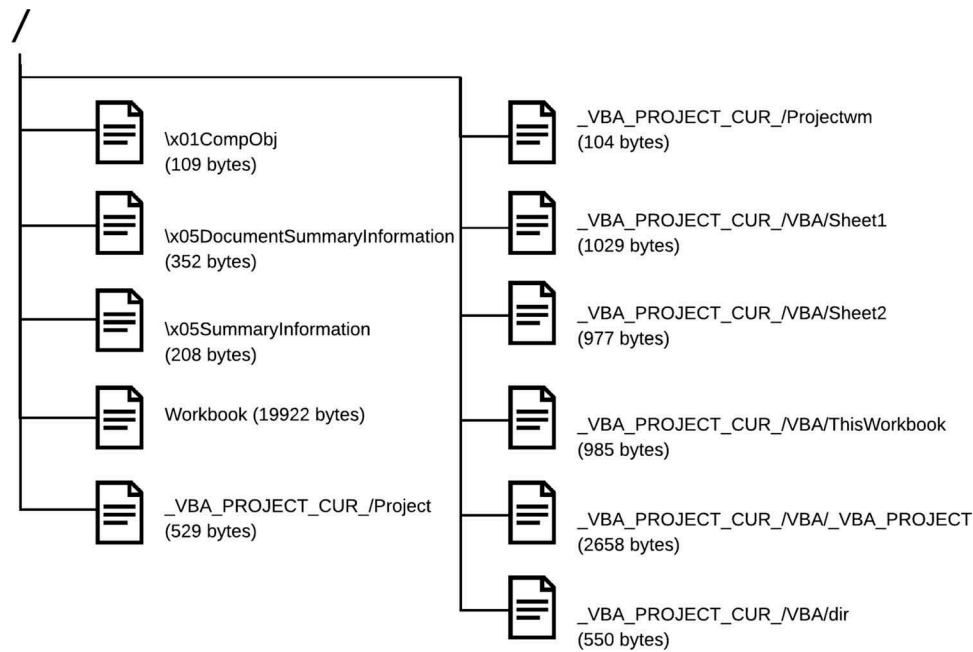 /
\x01CompObj
(109 bytes)
\x05DocumentSummaryInformation
(352 bytes)
\x05SummaryInformation
(208 bytes)
Workbook (19922 bytes)
_VBA_PROJECT_CUR_/Project
(529 bytes)
_VBA_PROJECT_CUR_/Projectwm
(104 bytes)
_VBA_PROJECT_CUR_/VBA/Sheet1
(1029 bytes)
_VBA_PROJECT_CUR_/VBA/Sheet2
(977 bytes)
_VBA_PROJECT_CUR_/VBA/ThisWorkbook
(985 bytes)
_VBA_PROJECT_CUR_/VBA/_VBA_PROJECT
(2658 bytes)
_VBA_PROJECT_CUR_/VBA/dir
(550 bytes)